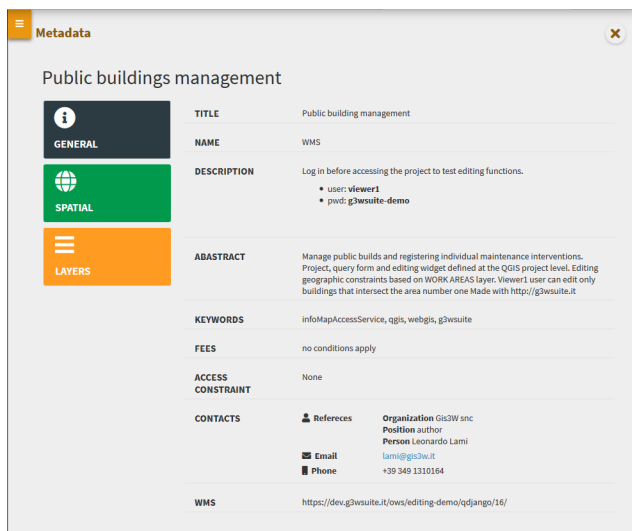 Metadata
Public buildings management
GENERAL
SPATIAL
LAYERS
TITLE Public building management
NAME WMS
DESCRIPTION Log in before accessing the project to test editing functions.
• user: viewer1
• pwd: g3wsuite-demo
ABASTRACT Manage public builds and registering individual maintenance interventions.
Project, query form and editing widget defined at the QGIS project level. Editing
geographic constraints based on WORK AREAS layer. Viewer1 user can edit only
buildings that intersect the area number one Made with http://g3wsuite.it
KEYWORDS infoMapAccessService, qgis, webgis, g3wsuite
FEES no conditions apply
ACCESS None
CONSTRAINT
CONTACTS Refereces Organization Gis3W snc
Position author
Person Leonardo Lami
Email lami@gis3w.it
Phone +39 349 1310164
WMS https://dev.g3wsuite.it/ows/editing-demo/qdjango/16/